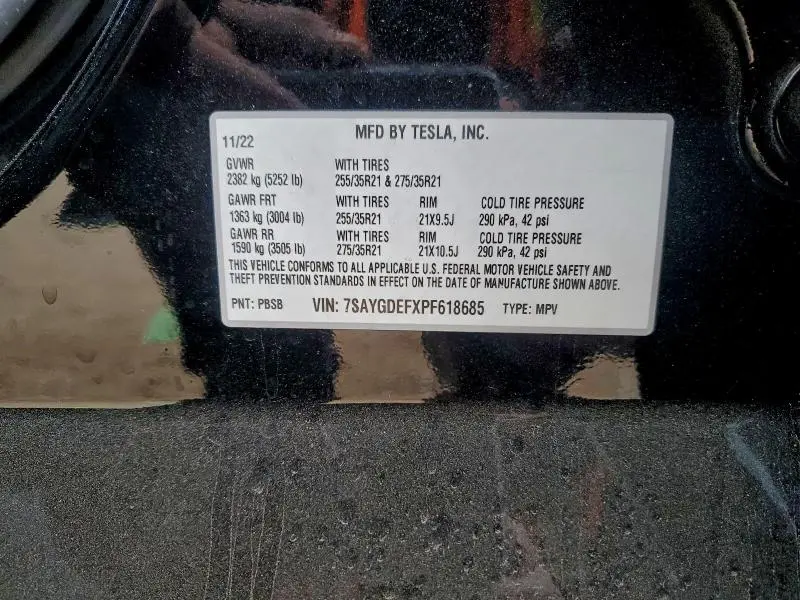 MFD BY TESLA, INC.
11/22
GVWR WITH TIRES
2382 kg (5252 lb) 255/35R21 & 275/35R21
GAWR FRT WITH TIRES RIM COLD TIRE PRESSURE
1363 kg (3004 lb) 255/35R21 21X9.5J 290 kPa, 42 psi
GAWR RR WITH TIRES RIM COLD TIRE PRESSURE
1590 kg (3505 lb) 275/35R21 21X10.5J 290 kPa, 42 psi
THIS VEHICLE CONFORMS TO ALL APPLICABLE U.S. FEDERAL MOTOR VEHICLE SAFETY AND
THEFT PREVENTION STANDARDS IN EFFECT ON THE DATE OF MANUFACTURE SHOWN ABOVE.
PNT: PBSB VIN: 7SAYGDEFXPF618685 TYPE: MPV